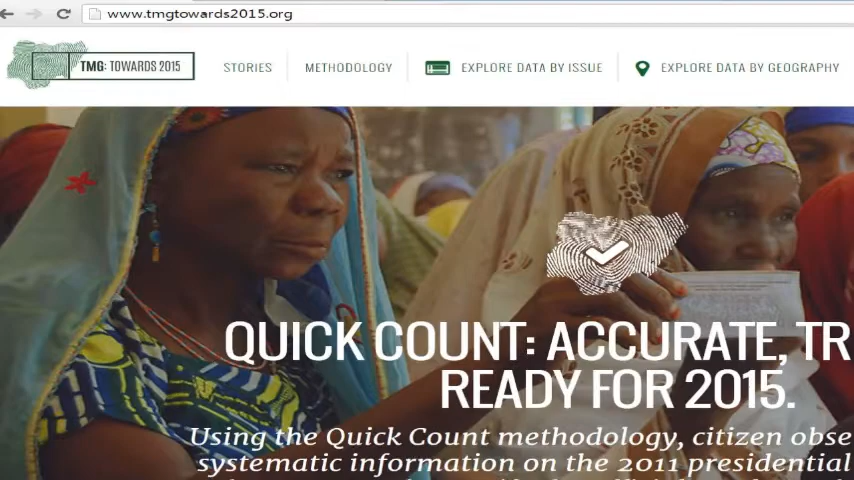 www.tmgtowards2015.org
TMG: TOWARDS 2015
STORIES
METHODOLOGY
EXPLORE DATA BY ISSUE
EXPLORE DATA BY GEOGRAPHY
QUICK COUNT: ACCURATE, TR
READY FOR 2015.
Using the Quick Count methodology, citizen obse
systematic information on the 2011 presidential